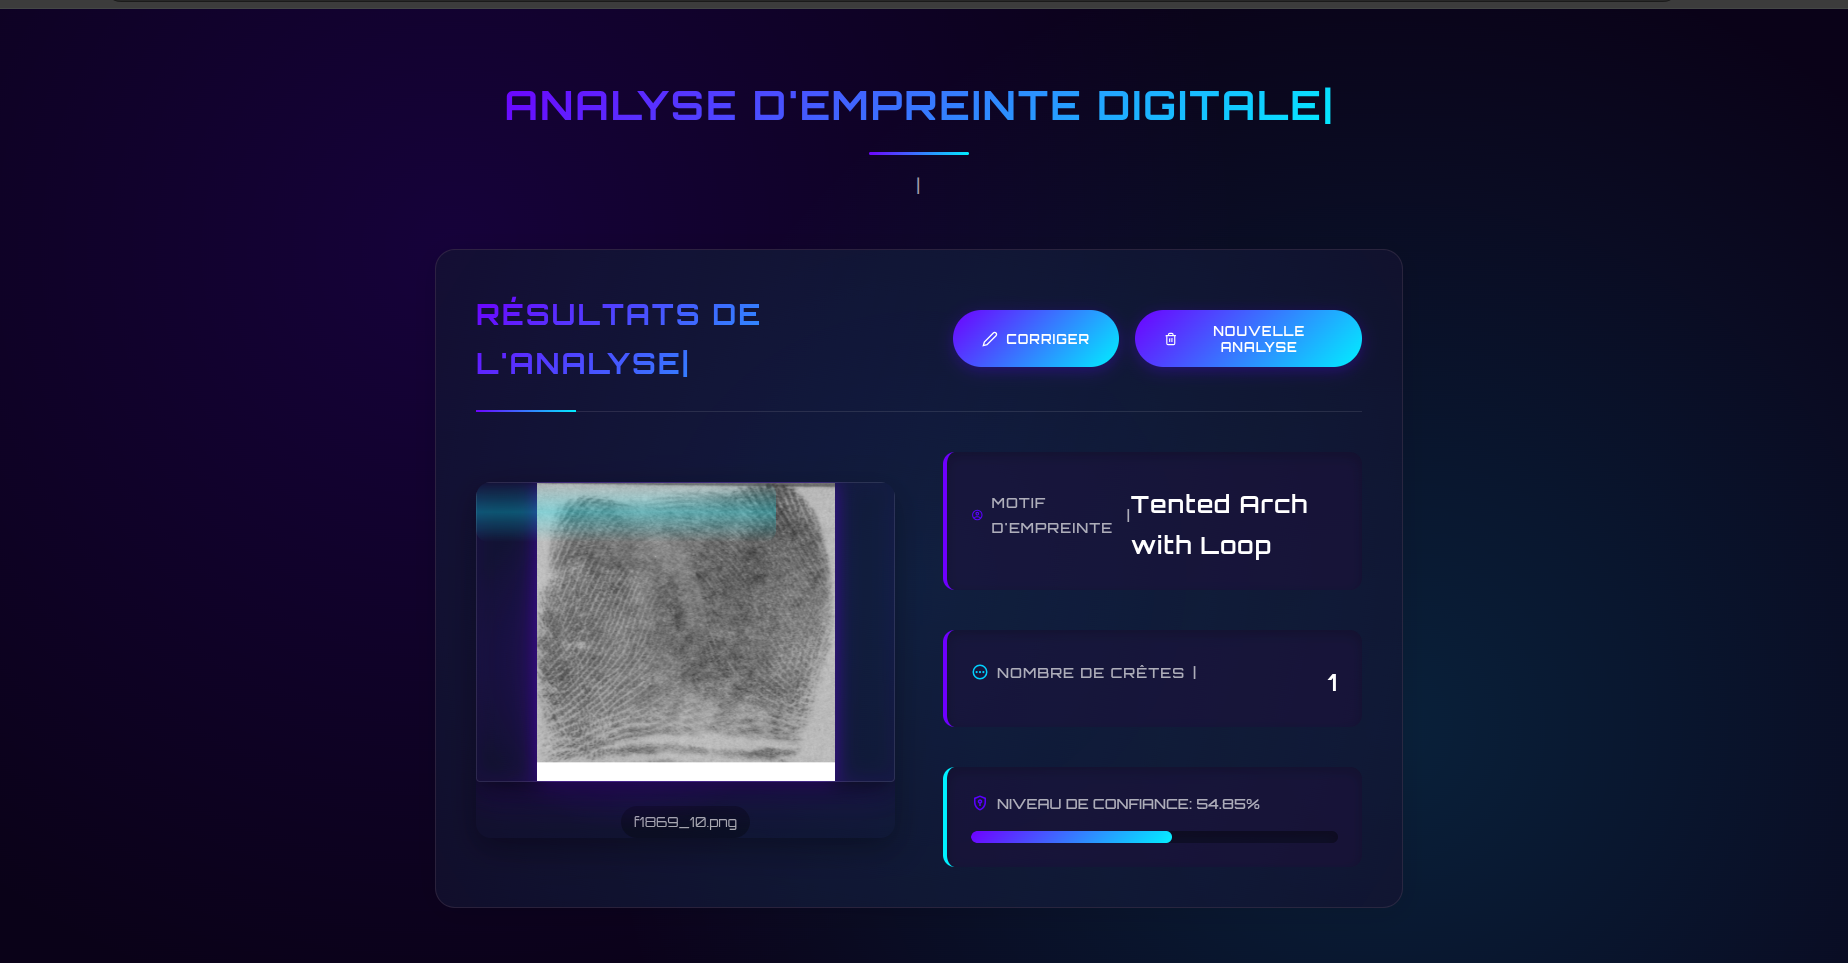 ANALYSE D'EMPREINTE DIGITALE|
|
RÉSULTATS DE
L'ANALYSE|
CORRIGER
NOUVELLE
ANALYSE
MOTIF
D'EMPREINTE |
Tented Arch
with Loop
NOMBRE DE CRÊTES |
1
NIVEAU DE CONFIANCE: 54.85%
f1869_10.png